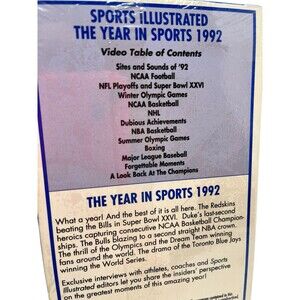 SPORTS ILLUSTRATED
THE YEAR IN SPORTS 1992
Video Table of Contents
Sites and Sounds of '92
NCAA Football
NFL Playoffs and Super Bowl XXVI
Winter Olympic Games
NCAA Basketball
NHL
Dubious Achievements
NBA Basketball
Summer Olympic Games
Boxing
Major League Baseball
Forgettable Moments
A Look Back At The Champions
THE YEAR IN SPORTS 1992
What a year! And the best of it is all here. The Redskins
beating the Bills in Super Bowl XXVI. Duke's last-second
heroics capturing consecutive NCAA Basketball Champion-
ships. The Bulls blazing to a second straight NBA crown.
The thrill of the Olympics and the Dream Team winning
fans around the world. The drama of the Toronto Blue Jays
winning the World Series.
Exclusive interviews with athletes, coaches and Sports
Illustrated editors let you share the insiders' perspective
on the greatest moments of this amazing year!